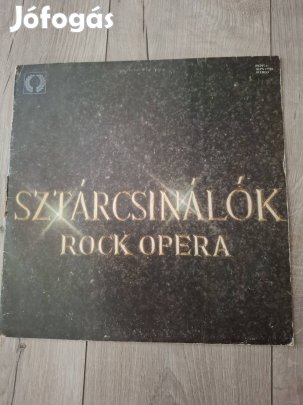 Jófogás
SZTÁRCSINÁLÓK
ROCK OPERA